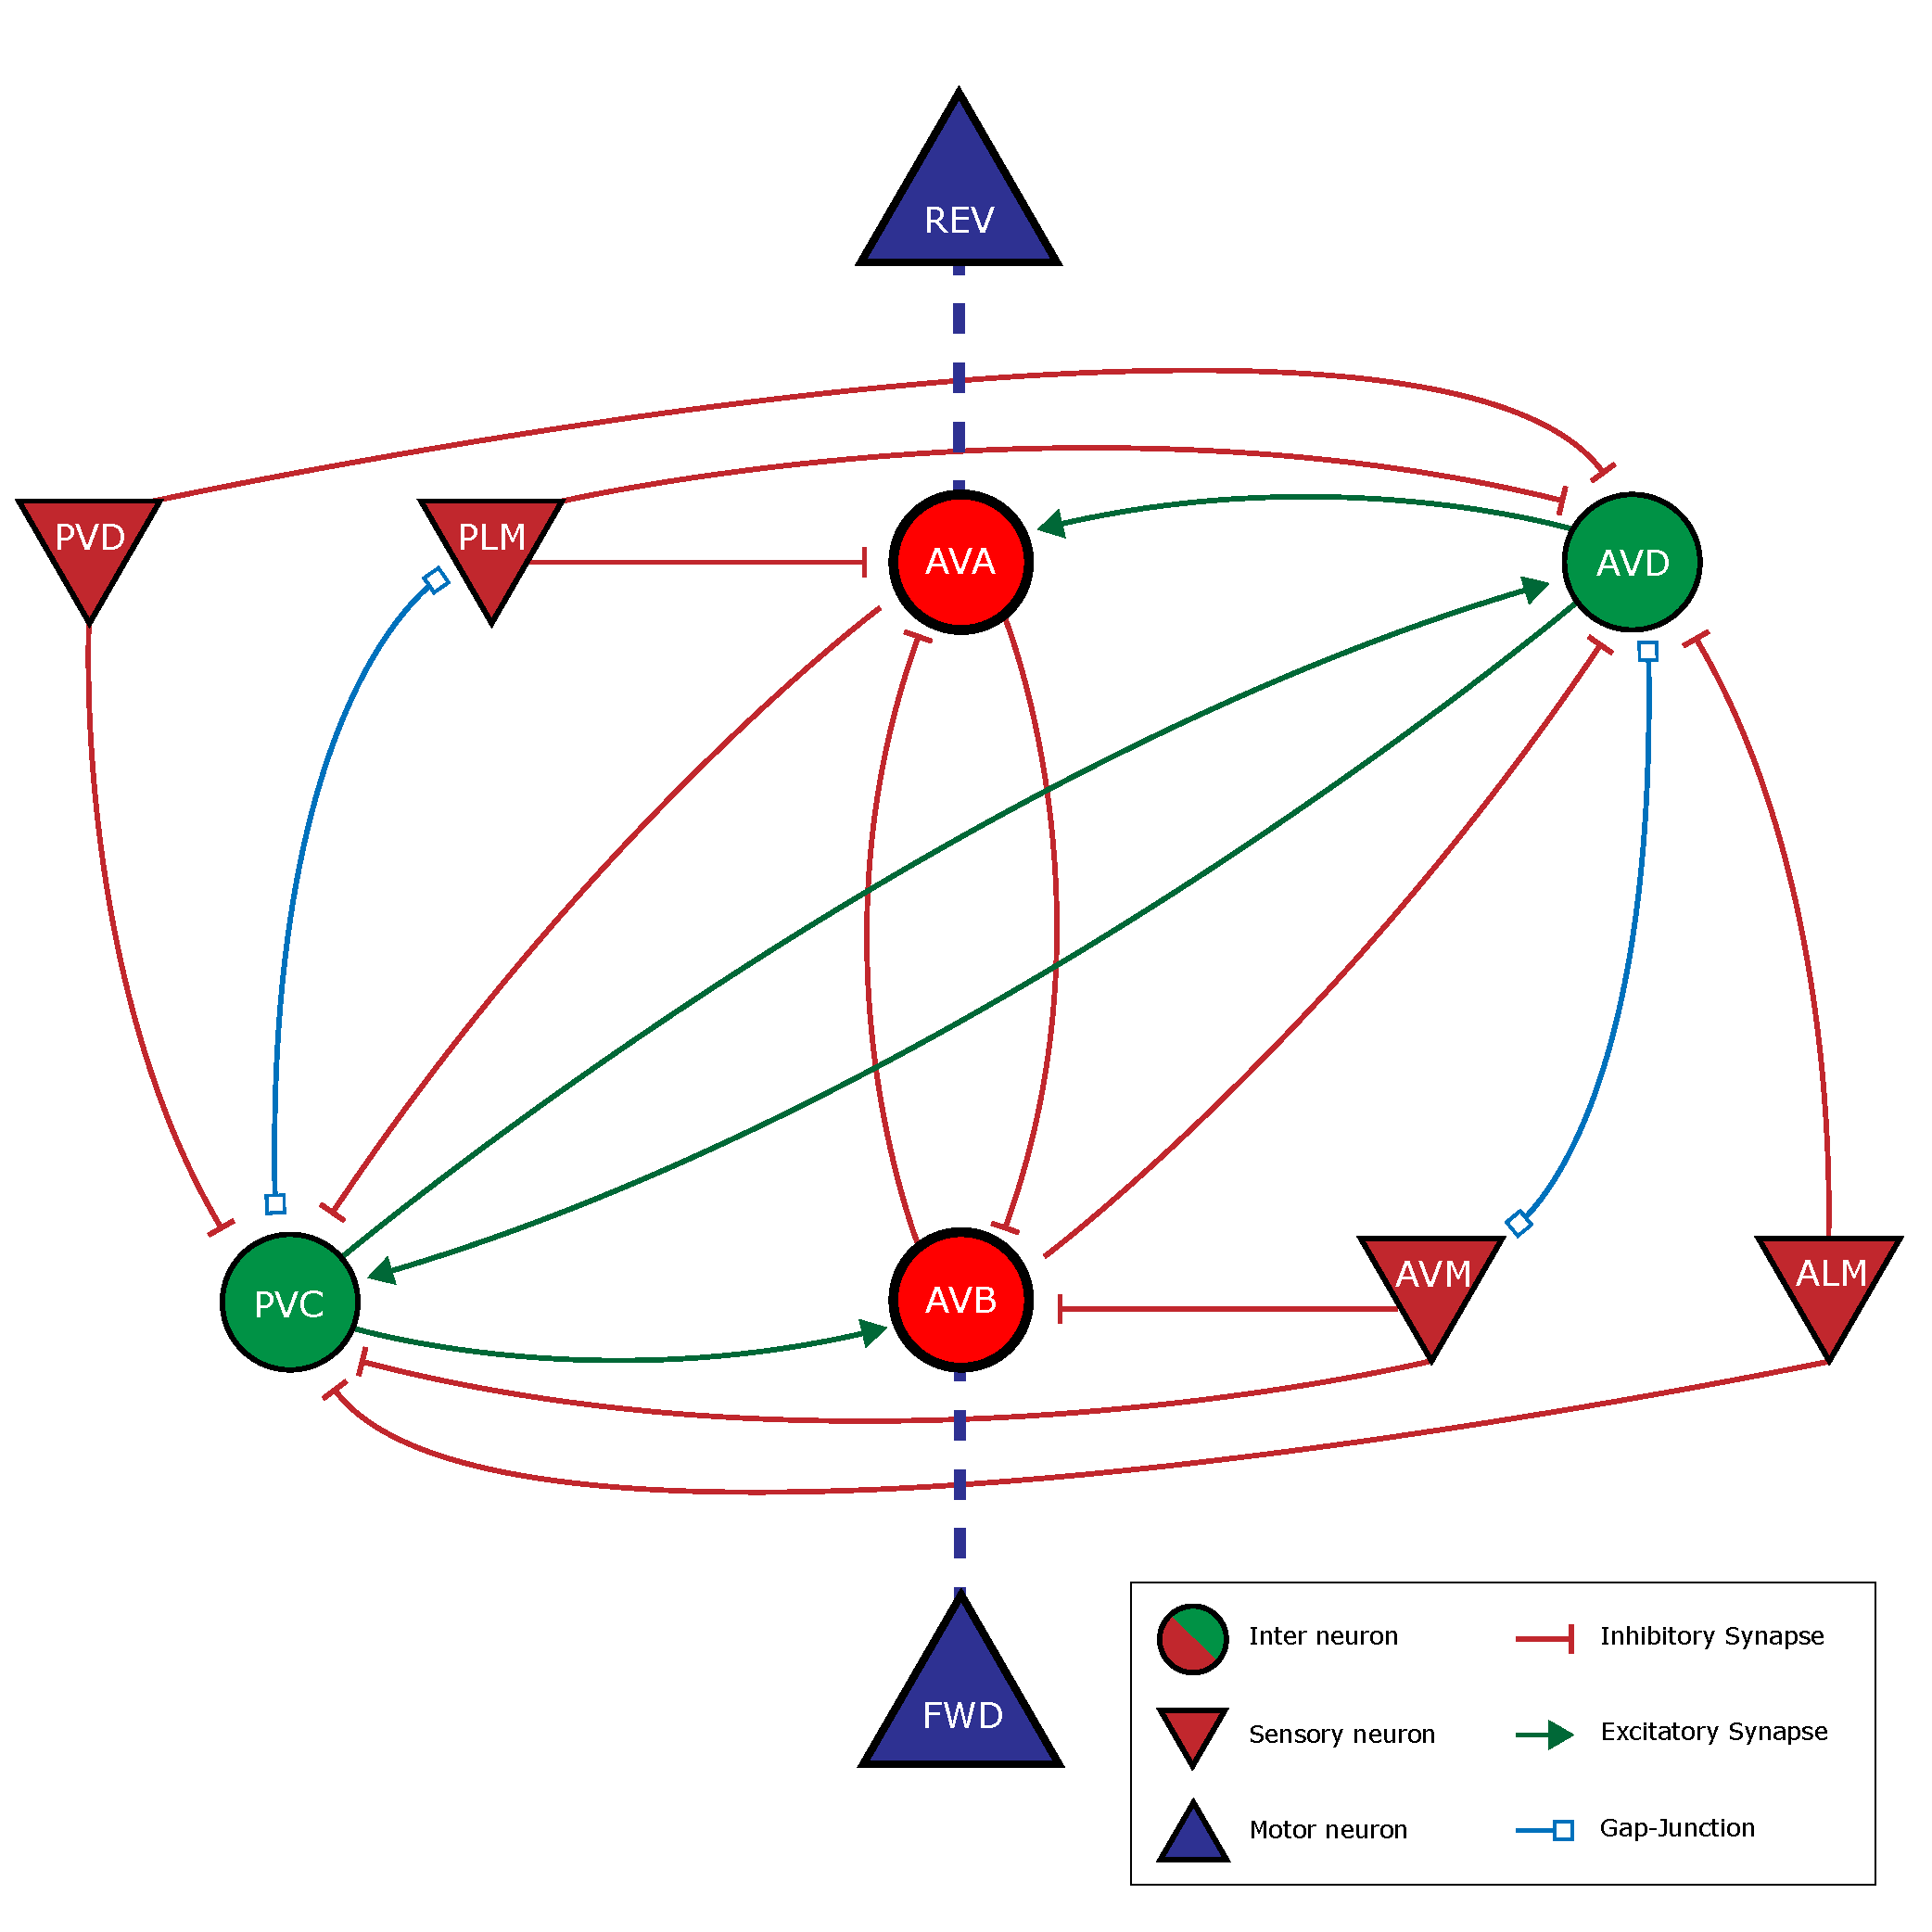 REV
PVD
PLM
AVA
AVD
PVC
AVB
AVM
ALM
FWD
Inter neuron
Inhibitory Synapse
Sensory neuron
Excitatory Synapse
Motor neuron
Gap-Junction